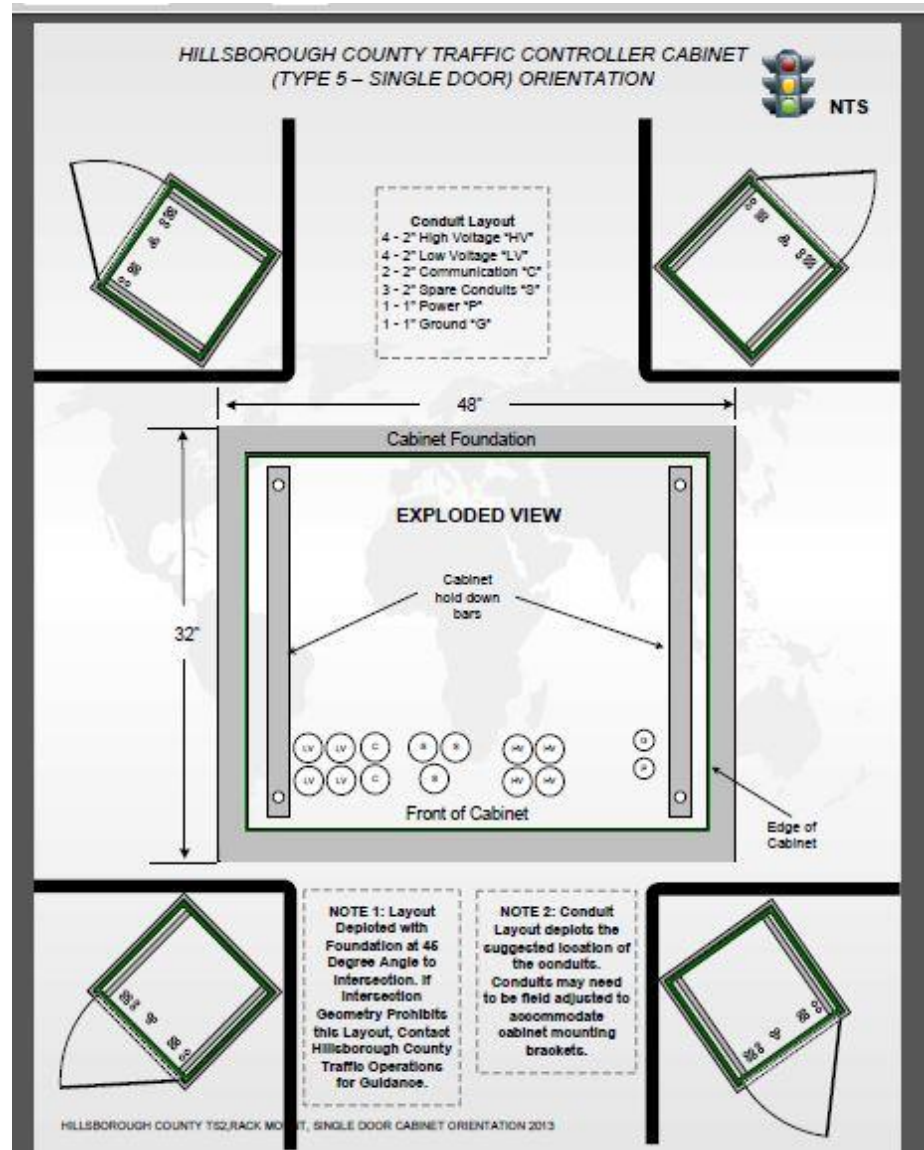 HILLSBOROUGH COUNTY TRAFFIC CONTROLLER CABINET
(TYPE 5 – SINGLE DOOR) ORIENTATION
NTS
Conduit Layout
4 - 2" High Voltage "HV"
4 - 2" Low Voltage "LV"
2 - 2" Communication "C"
3 - 2" Spare Conduits "S"
1 - 1" Power "P"
1 - 1" Ground "G"
48"
Cabinet Foundation
EXPLODED VIEW
Cabinet
hold down
bars
32"
LV LV C S S HV HV G
LV LV C S HV HV P
Front of Cabinet
Edge of
Cabinet
NOTE 1: Layout
Depicted with
Foundation at 45
Degree Angle to
Intersection. If
Intersection
Geometry Prohibits
this Layout, Contact
Hillsborough County
Traffic Operations
for Guidance.
NOTE 2: Conduit
Layout depicts the
suggested location of
the conduits.
Conduits may need
to be field adjusted to
accommodate
cabinet mounting
brackets.
HILLSBOROUGH COUNTY TS2,RACK MO NT, SINGLE DOOR CABINET ORIENTATION 2013